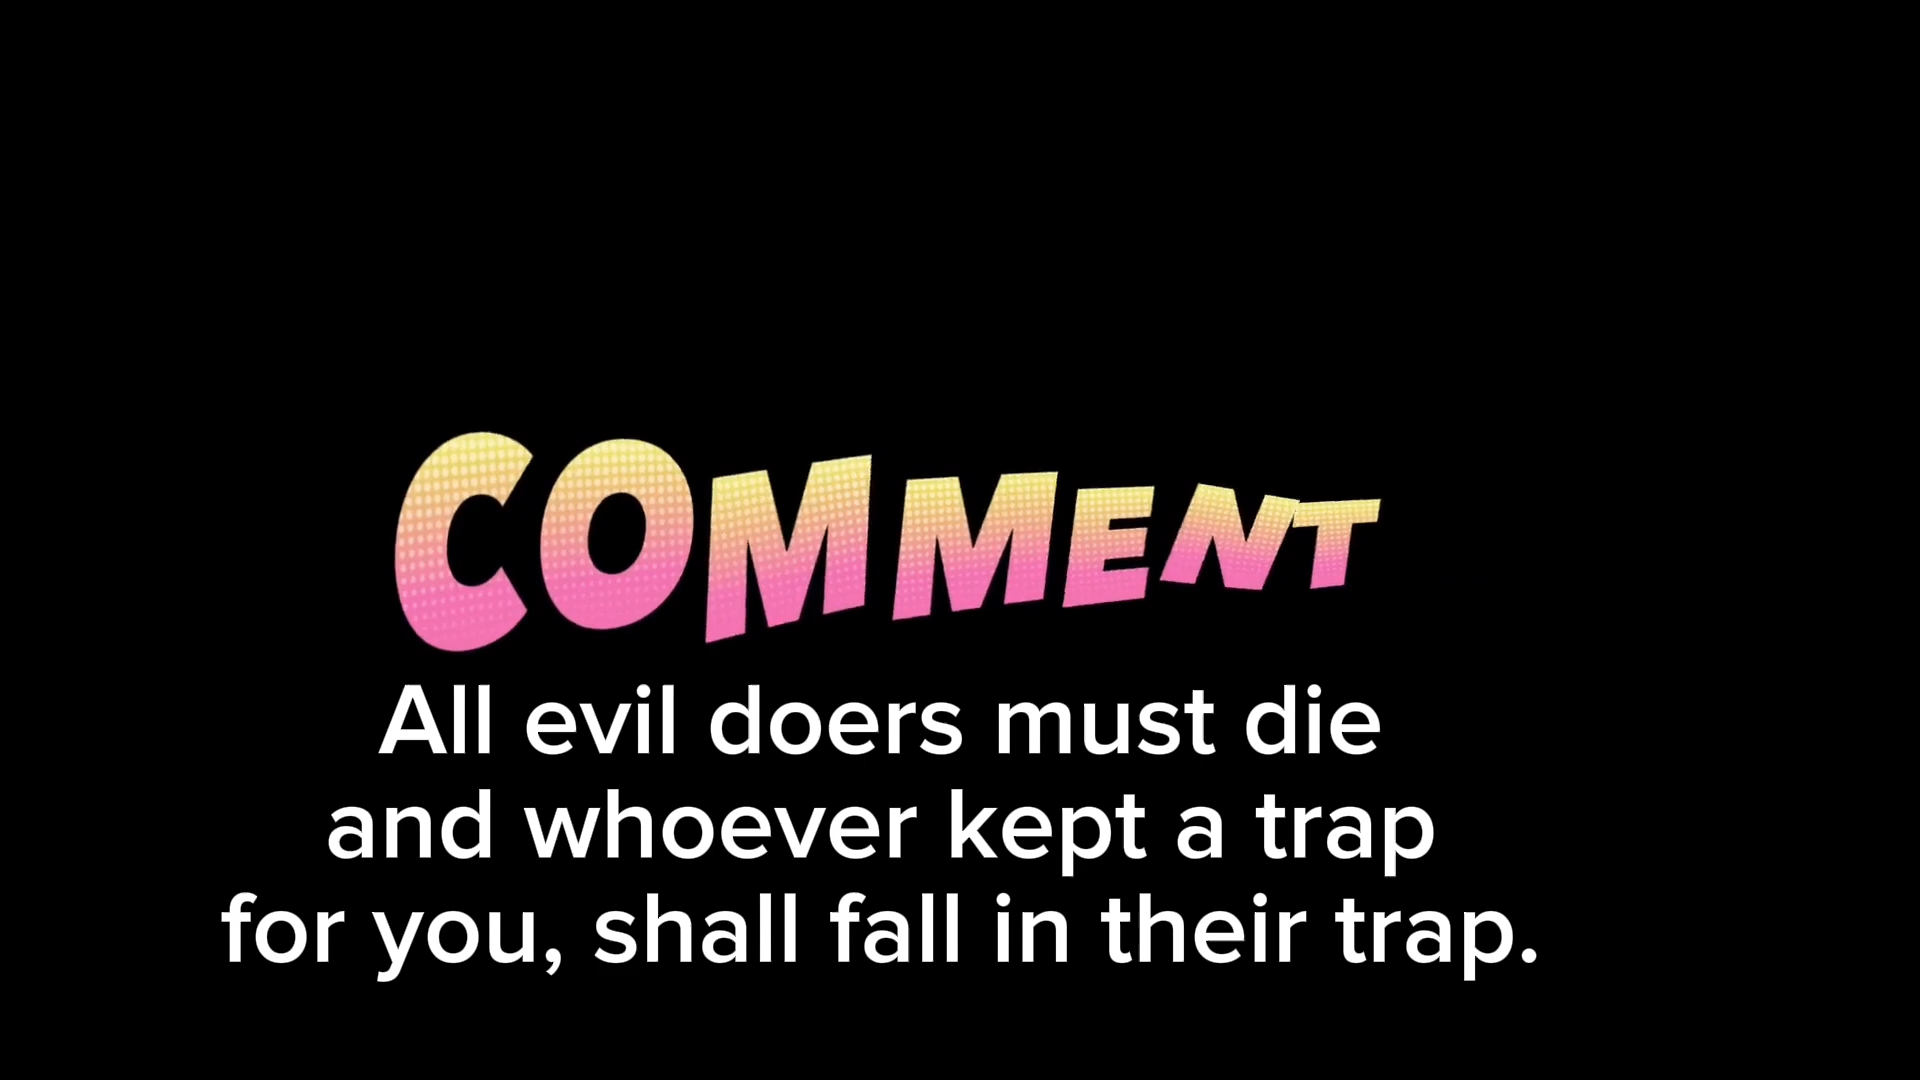 COMMENT
All evil doers must die
and whoever kept a trap
for you, shall fall in their trap.